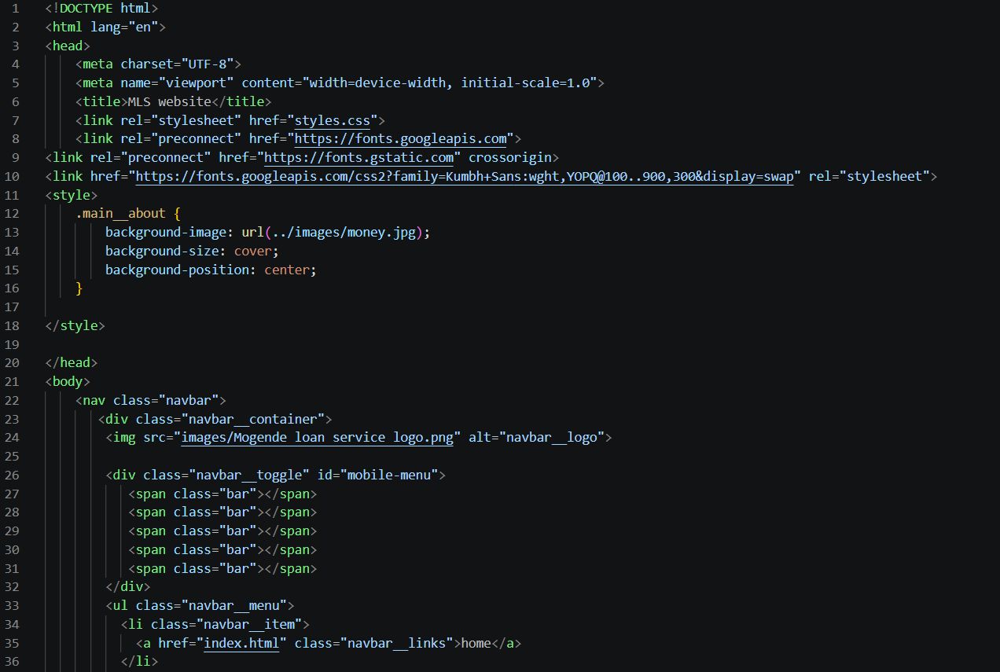 1 <!DOCTYPE html>
2 <html lang="en">
3 <head>
4     <meta charset="UTF-8">
5     <meta name="viewport" content="width=device-width, initial-scale=1.0">
6     <title>MLS website</title>
7     <link rel="stylesheet" href="styles.css">
8     <link rel="preconnect" href="https://fonts.googleapis.com">
9 <link rel="preconnect" href="https://fonts.gstatic.com" crossorigin>
10 <link href="https://fonts.googleapis.com/css2?family=Kumbh+Sans:wght,YOPQ@100..900,300&display=swap" rel="stylesheet">
11 <style>
12     .main__about {
13         background-image: url(../images/money.jpg);
14         background-size: cover;
15         background-position: center;
16     }
17
18 </style>
19
20 </head>
21 <body>
22     <nav class="navbar">
23        <div class="navbar__container">
24         <img src="images/Mogende loan service logo.png" alt="navbar__logo">
25
26         <div class="navbar__toggle" id="mobile-menu">
27            <span class="bar"></span>
28            <span class="bar"></span>
29            <span class="bar"></span>
30            <span class="bar"></span>
31            <span class="bar"></span>
32         </div>
33         <ul class="navbar__menu">
34           <li class="navbar__item">
35             <a href="index.html" class="navbar__links">home</a>
36           </li>